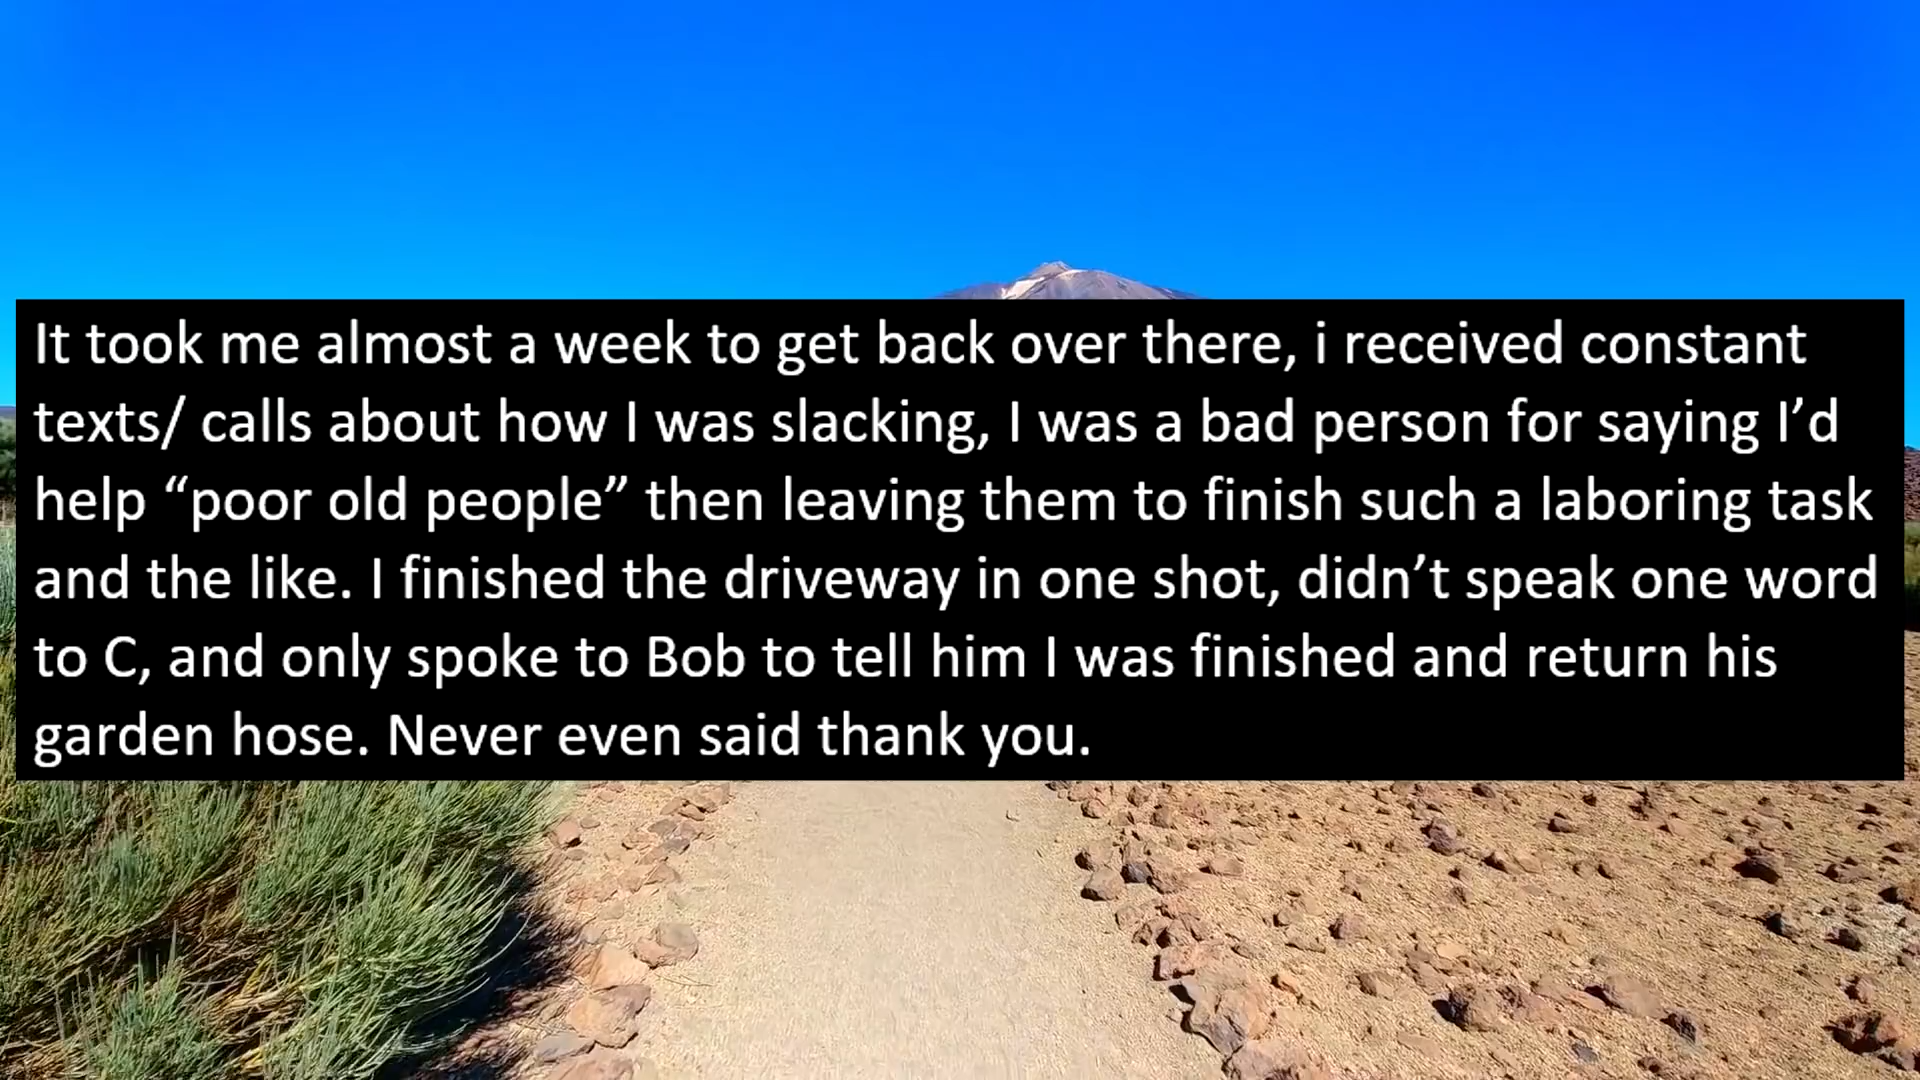 It took me almost a week to get back over there, i received constant
texts/ calls about how I was slacking, I was a bad person for saying I’d
help “poor old people” then leaving them to finish such a laboring task
and the like. I finished the driveway in one shot, didn’t speak one word
to C, and only spoke to Bob to tell him I was finished and return his
garden hose. Never even said thank you.